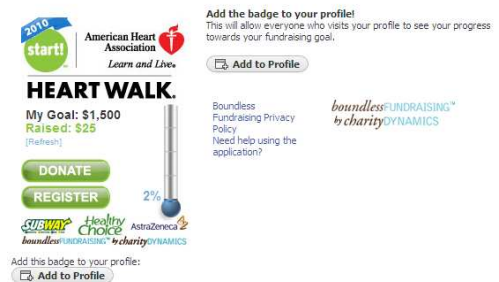 2010
start!
American Heart
Association
Learn and Live®
HEART WALK.
My Goal: $1,500
Raised: $25
[Refresh]
DONATE
REGISTER
2%
SUBWAY
Healthy
Choice
AstraZeneca
boundlessFUNDRAISING™ by charityDYNAMICS
Add this badge to your profile:
Add to Profile
Add the badge to your profile!
This will allow everyone who visits your profile to see your progress
towards your fundraising goal.
Add to Profile
Boundless
Fundraising Privacy
Policy
Need help using the
application?
boundlessFUNDRAISING™
by charityDYNAMICS